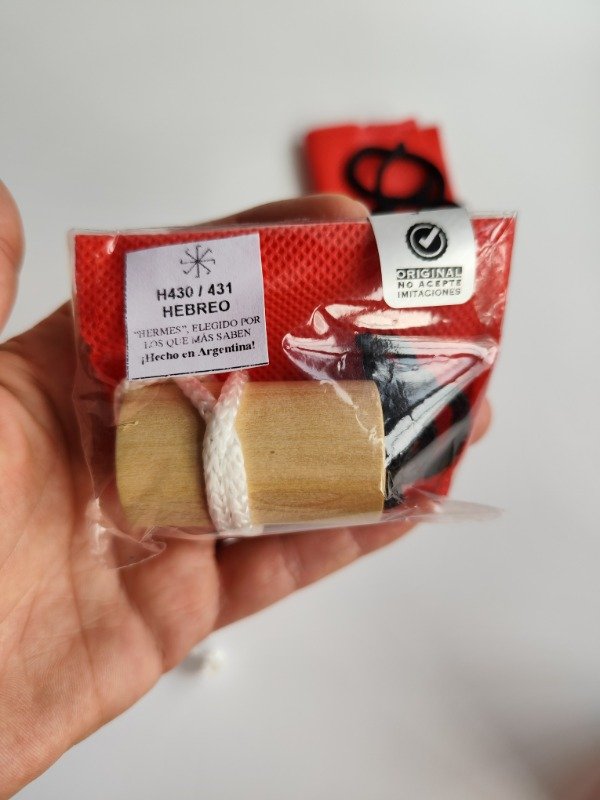 H430 / 431
HEBREO
"HERMES", ELEGIDO POR
LOS QUE MÁS SABEN
¡Hecho en Argentina!
ORIGINAL
NO ACEPTE
IMITACIONES